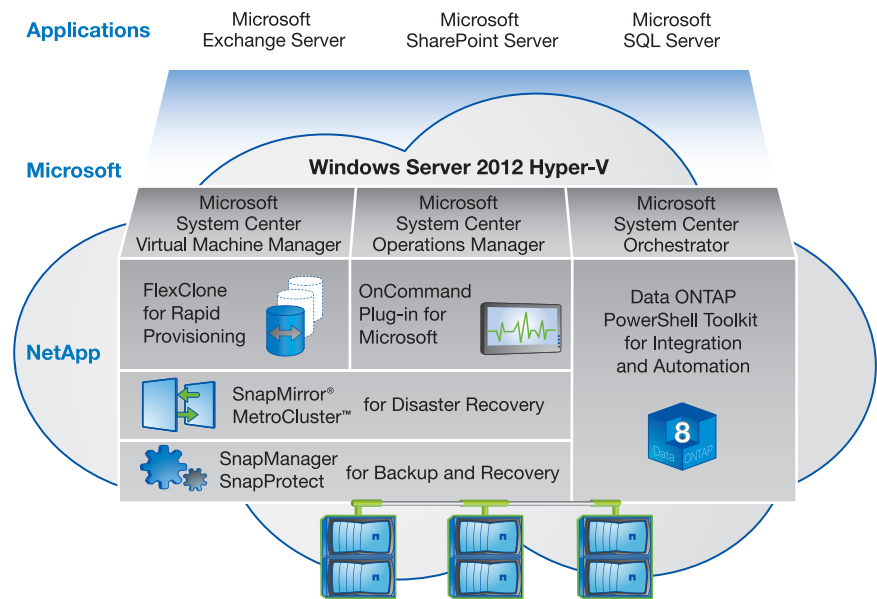 Applications
Microsoft
Exchange Server
Microsoft
SharePoint Server
Microsoft
SQL Server
Microsoft
Windows Server 2012 Hyper-V
Microsoft
System Center
Virtual Machine Manager
Microsoft
System Center
Operations Manager
Microsoft
System Center
Orchestrator
NetApp
FlexClone
for Rapid
Provisioning
OnCommand
Plug-in for
Microsoft
Data ONTAP
PowerShell Toolkit
for Integration
and Automation
8
Data ONTAP
SnapMirror®
MetroCluster™
for Disaster Recovery
SnapManager
SnapProtect
for Backup and Recovery
n
n
n
n
n
n